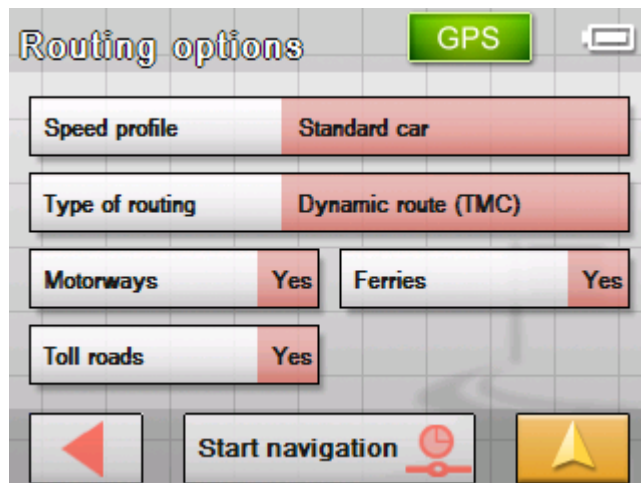 Routing options
GPS
Speed profile Standard car
Type of routing Dynamic route (TMC)
Motorways Yes Ferries Yes
Toll roads Yes
Start navigation